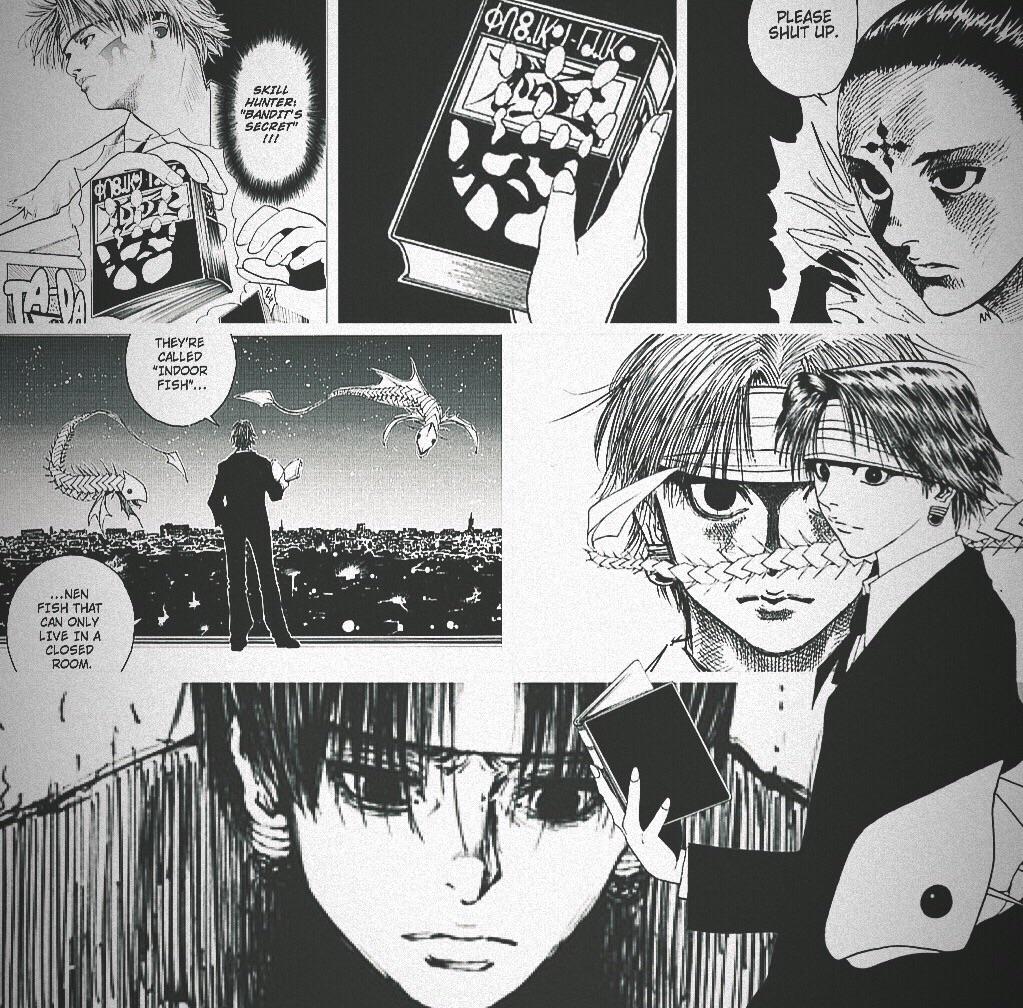 SKILL
HUNTER:
"BANDIT'S
SECRET"
!!!
TA-DA
PLEASE
SHUT UP.
THEY'RE
CALLED
"INDOOR
FISH"...
...NEN
FISH THAT
CAN ONLY
LIVE IN A
CLOSED
ROOM.